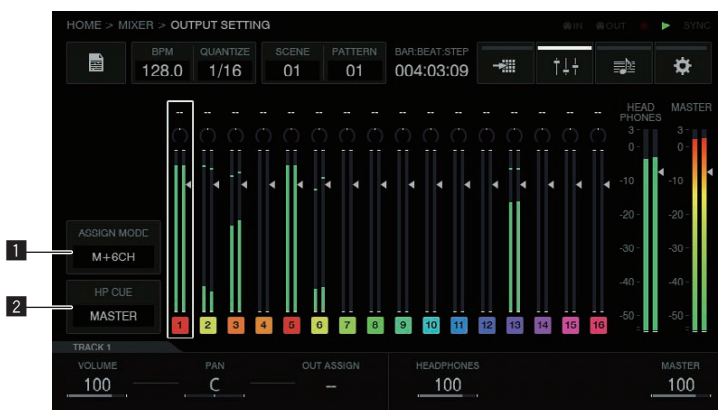 HOME > MIXER > OUTPUT SETTING
IN OUT SYNC
BPM QUANTIZE SCENE PATTERN BAR:BEAT:STEP
128.0 1/16 01 01 004:03:09
HEAD PHONES MASTER
-- -- -- -- -- -- -- -- -- -- -- -- -- -- -- --
3 3
0 0
-10 -10
-20 -20
-30 -30
-40 -40
-50 -50
1 ASSIGN MODE
M+6CH
2 HP CUE
MASTER
1 2 3 4 5 6 7 8 9 10 11 12 13 14 15 16
TRACK 1
VOLUME PAN OUT ASSIGN HEADPHONES MASTER
100 C -- 100 100